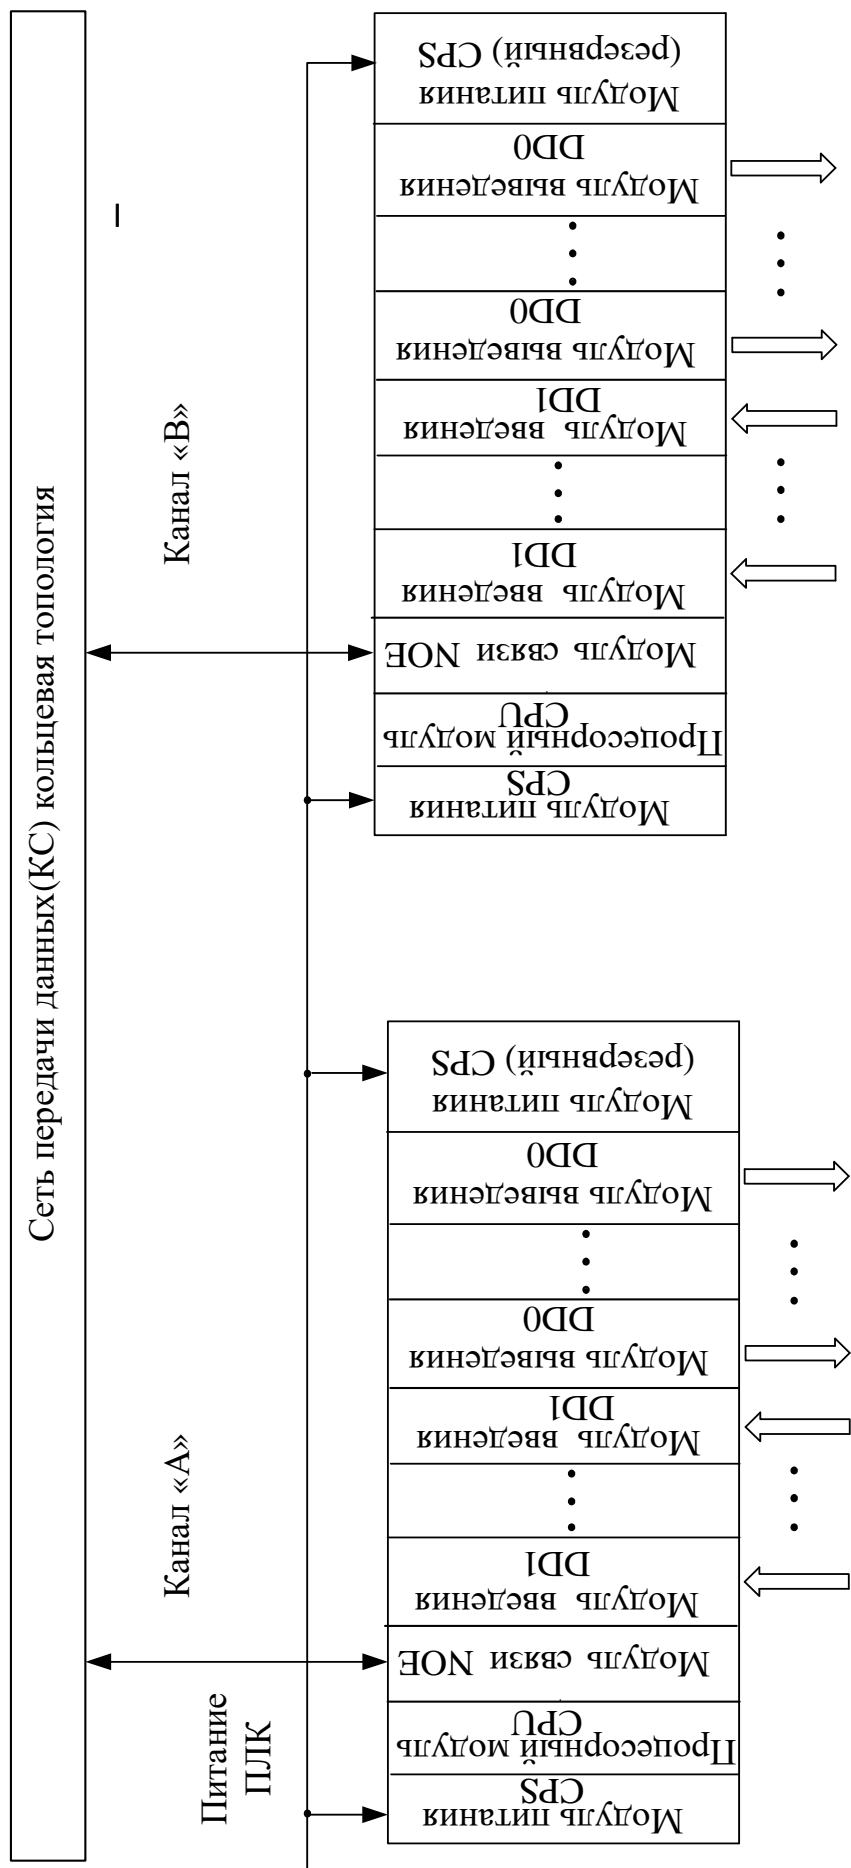 Сеть передачи данных(КС) кольцевая топология
Канал «А»
Канал «В»
Питание
ПЛК
Модуль питания
CPS
Процесорный модуль
CPU
Модуль связи NOE
Модуль введения
DD1
Модуль введения
DD1
Модуль выведения
DD0
Модуль выведения
DD0
Модуль питания
(резервный) CPS
Модуль питания
CPS
Процесорный модуль
CPU
Модуль связи NOE
Модуль введения
DD1
Модуль введения
DD1
Модуль выведения
DD0
Модуль выведения
DD0
Модуль питания
(резервный) CPS